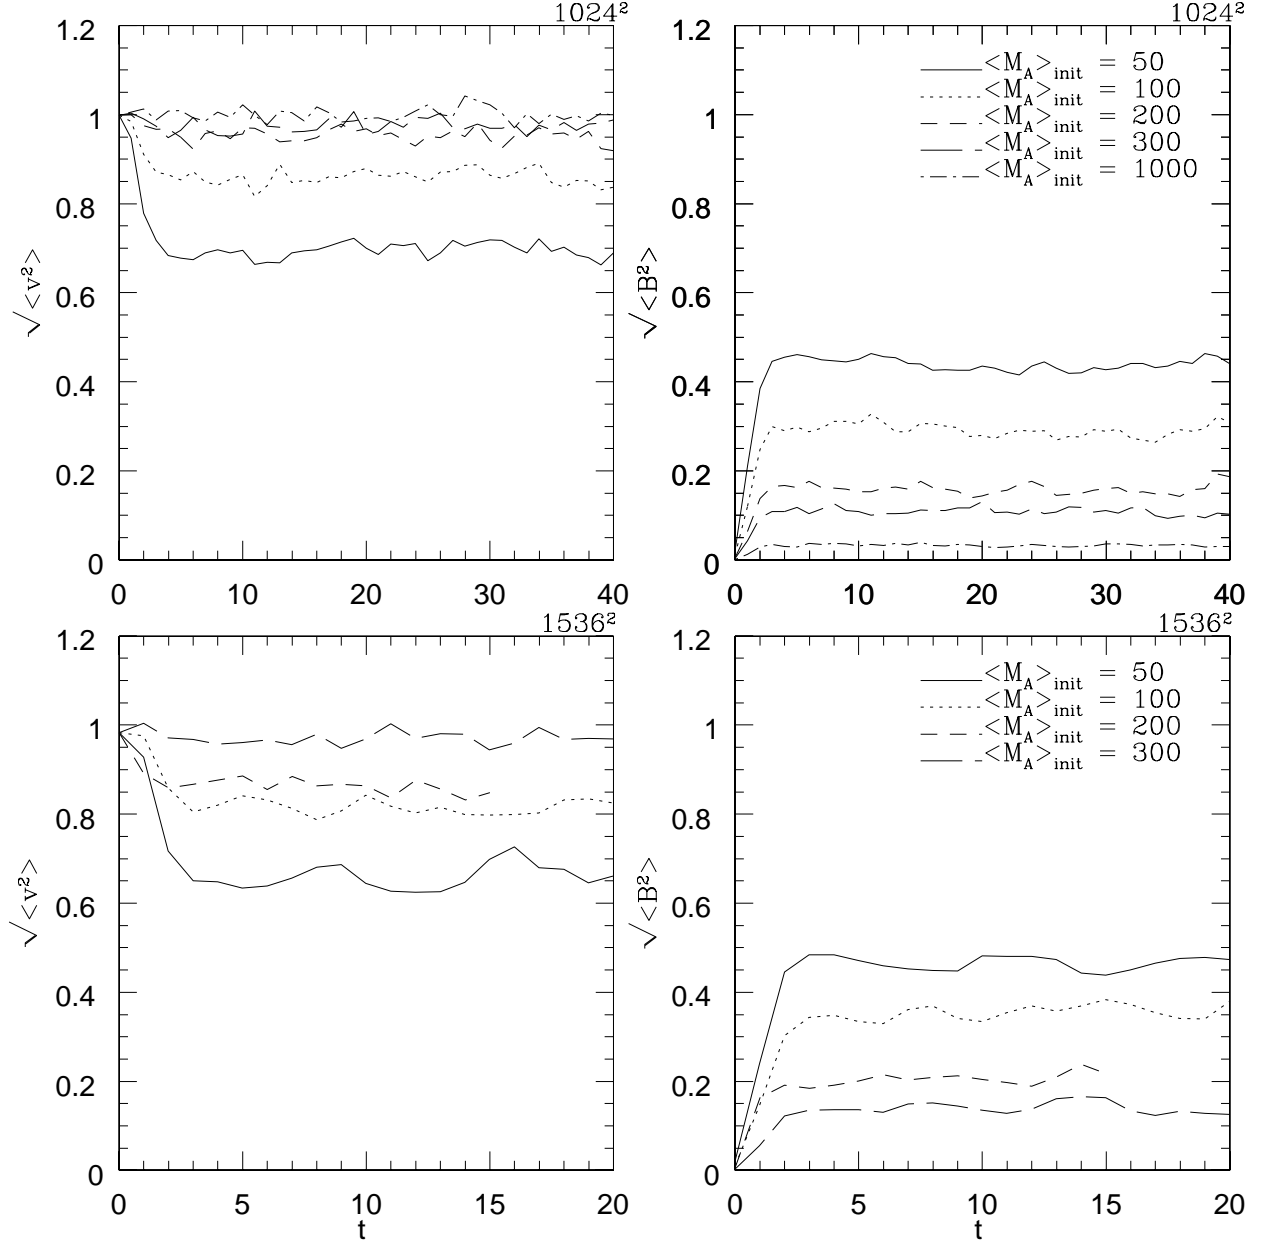 1024²
1.2
1
0.8
0.6
0.4
0.2
0
√<v²>
0 10 20 30 40
1024²
1.2
1
0.8
0.6
0.4
0.2
0
√<B²>
<M_A>_init = 50
<M_A>_init = 100
<M_A>_init = 200
<M_A>_init = 300
<M_A>_init = 1000
0 10 20 30 40
1536²
1.2
1
0.8
0.6
0.4
0.2
0
√<v²>
0 5 10 15 20
t
1536²
1.2
1
0.8
0.6
0.4
0.2
0
√<B²>
<M_A>_init = 50
<M_A>_init = 100
<M_A>_init = 200
<M_A>_init = 300
0 5 10 15 20
t